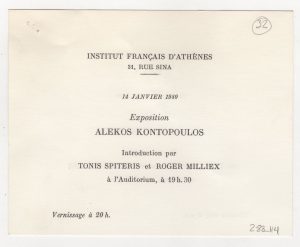 32
INSTITUT FRANÇAIS D'ATHÈNES
31, RUE SINA
14 JANVIER 1960
Exposition
ALEKOS KONTOPOULOS
Introduction par
TONIS SPITERIS et ROGER MILLIEX
à l'Auditorium, à 19 h. 30
Vernissage à 20 h.